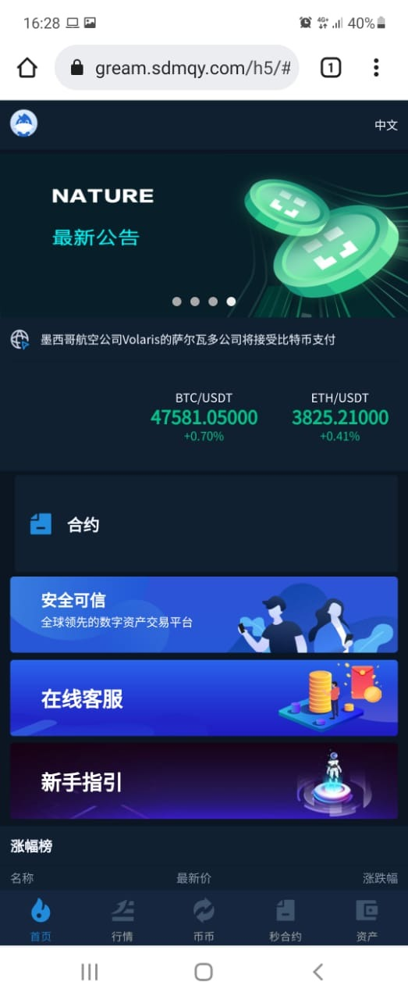 16:28
4G+
40%
gream.sdmqy.com/h5/#
1
中文
NATURE
最新公告
墨西哥航空公司Volaris的萨尔瓦多公司将接受比特币支付
BTC/USDT
ETH/USDT
47581.05000
3825.21000
+0.70%
+0.41%
合约
安全可信
全球领先的数字资产交易平台
在线客服
新手指引
涨幅榜
名称
最新价
涨跌幅
首页
行情
币币
秒合约
资产